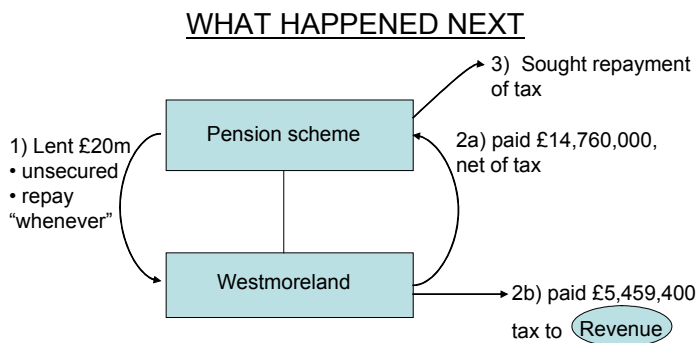 WHAT HAPPENED NEXT
3) Sought repayment
of tax
Pension scheme
1) Lent £20m
• unsecured
• repay
“whenever”
2a) paid £14,760,000,
net of tax
Westmoreland
2b) paid £5,459,400
tax to Revenue